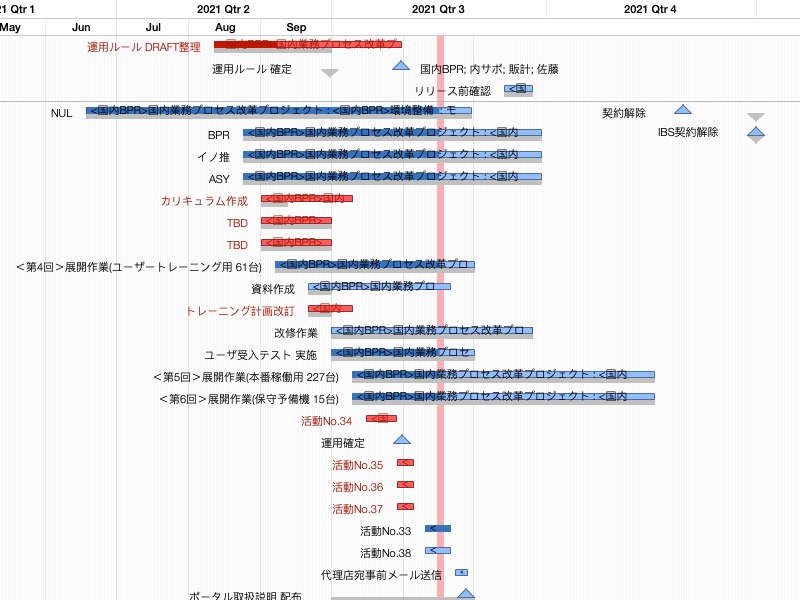 21 Qtr 1 2021 Qtr 2 2021 Qtr 3 2021 Qtr 4
May Jun Jul Aug Sep
運用ルール DRAFT整理 <国内BPR>国内業務プロセス改革プ
運用ルール 確定 国内BPR; 内サポ; 販計; 佐藤
リリース前確認 <国
NUL <国内BPR>国内業務プロセス改革プロジェクト : <国内BPR>環境整備 : モ 契約解除
BPR <国内BPR>国内業務プロセス改革プロジェクト : <国内 IBS契約解除
イノ推 <国内BPR>国内業務プロセス改革プロジェクト : <国内
ASY <国内BPR>国内業務プロセス改革プロジェクト : <国内
カリキュラム作成 <国内BPR>国内
TBD <国内BPR>
TBD <国内BPR>
＜第4回＞展開作業(ユーザートレーニング用 61台) <国内BPR>国内業務プロセス改革プロ
資料作成 <国内BPR>国内業務プロ
トレーニング計画改訂 <国内
改修作業 <国内BPR>国内業務プロセス改革プロ
ユーザ受入テスト 実施 <国内BPR>国内業務プロセ
＜第5回＞展開作業(本番稼働用 227台) <国内BPR>国内業務プロセス改革プロジェクト : <国内
＜第6回＞展開作業(保守予備機 15台) <国内BPR>国内業務プロセス改革プロジェクト : <国内
活動No.34 <国
運用確定
活動No.35 <
活動No.36 <
活動No.37 <
活動No.33 <
活動No.38 <
代理店宛事前メール送信 <
ポータル取扱説明 配布